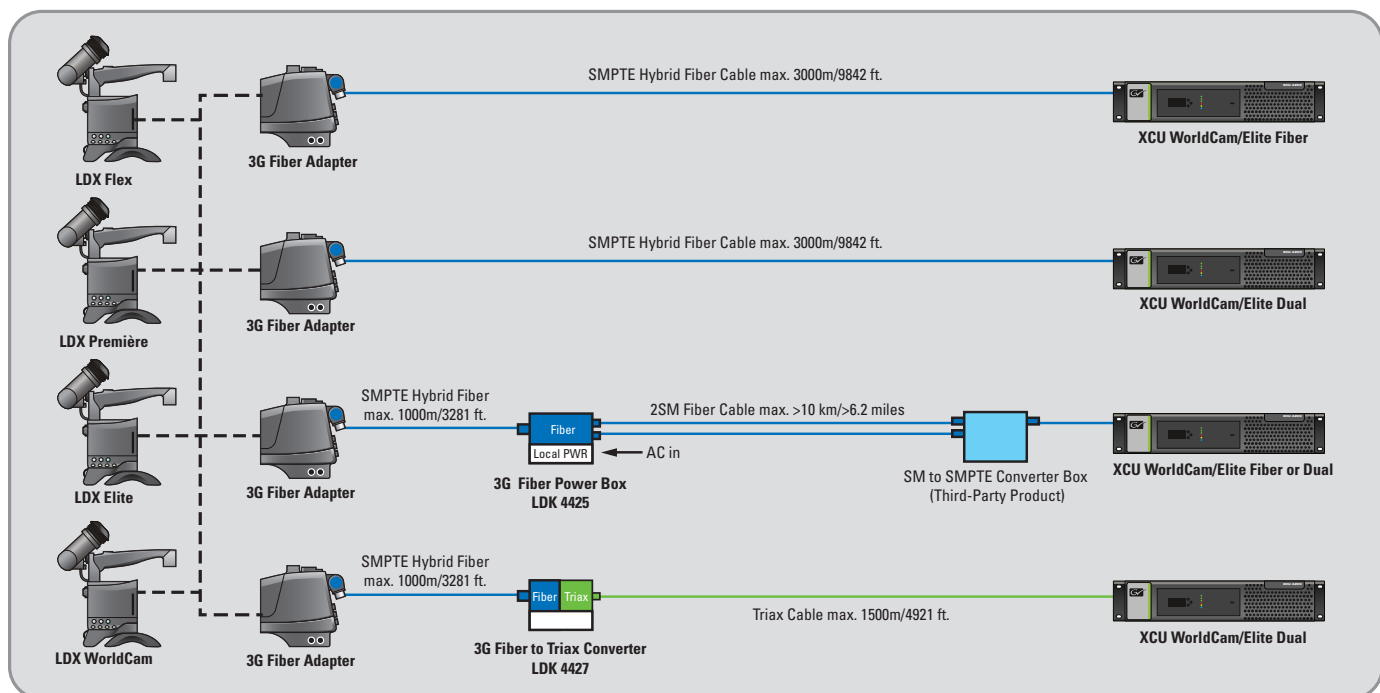 SMPTE Hybrid Fiber Cable max. 3000m/9842 ft.
LDX Flex
3G Fiber Adapter
XCU WorldCam/Elite Fiber
SMPTE Hybrid Fiber Cable max. 3000m/9842 ft.
LDX Première
3G Fiber Adapter
XCU WorldCam/Elite Dual
SMPTE Hybrid Fiber
max. 1000m/3281 ft.
2SM Fiber Cable max. >10 km/>6.2 miles
Fiber
Local PWR
AC in
LDX Elite
3G Fiber Adapter
3G Fiber Power Box
LDK 4425
SM to SMPTE Converter Box
(Third-Party Product)
XCU WorldCam/Elite Fiber or Dual
SMPTE Hybrid Fiber
max. 1000m/3281 ft.
Fiber
Triax
Triax Cable max. 1500m/4921 ft.
LDX WorldCam
3G Fiber Adapter
3G Fiber to Triax Converter
LDK 4427
XCU WorldCam/Elite Dual